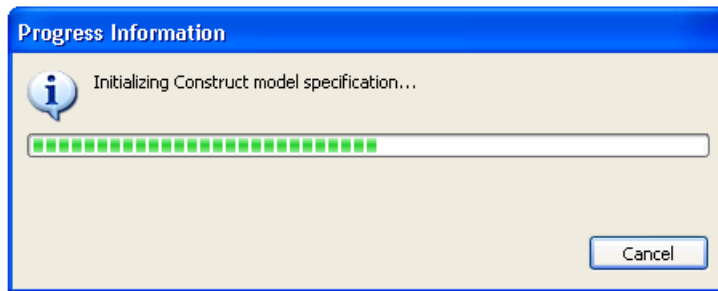 Progress Information
Initializing Construct model specification...
Cancel